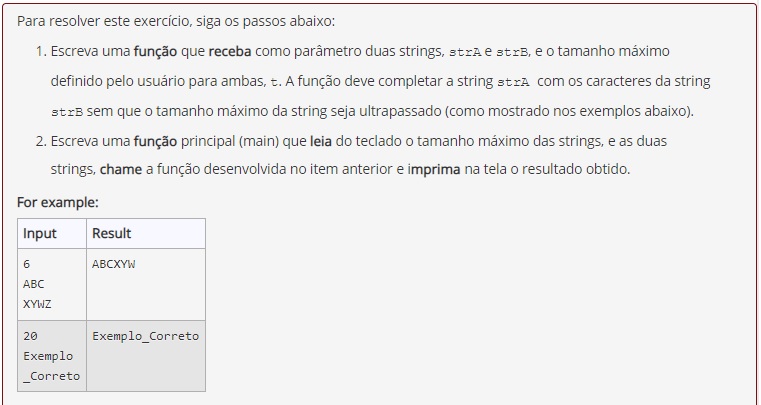 Para resolver este exercício, siga os passos abaixo:
1. Escreva uma função que receba como parâmetro duas strings, strA e strB, e o tamanho máximo
definido pelo usuário para ambas, t. A função deve completar a string strA com os caracteres da string
strB sem que o tamanho máximo da string seja ultrapassado (como mostrado nos exemplos abaixo).
2. Escreva uma função principal (main) que leia do teclado o tamanho máximo das strings, e as duas
strings, chame a função desenvolvida no item anterior e imprima na tela o resultado obtido.
For example:
Input Result
6 ABCXYW
ABC
XYWZ
20 Exemplo_Correto
Exemplo
_Correto